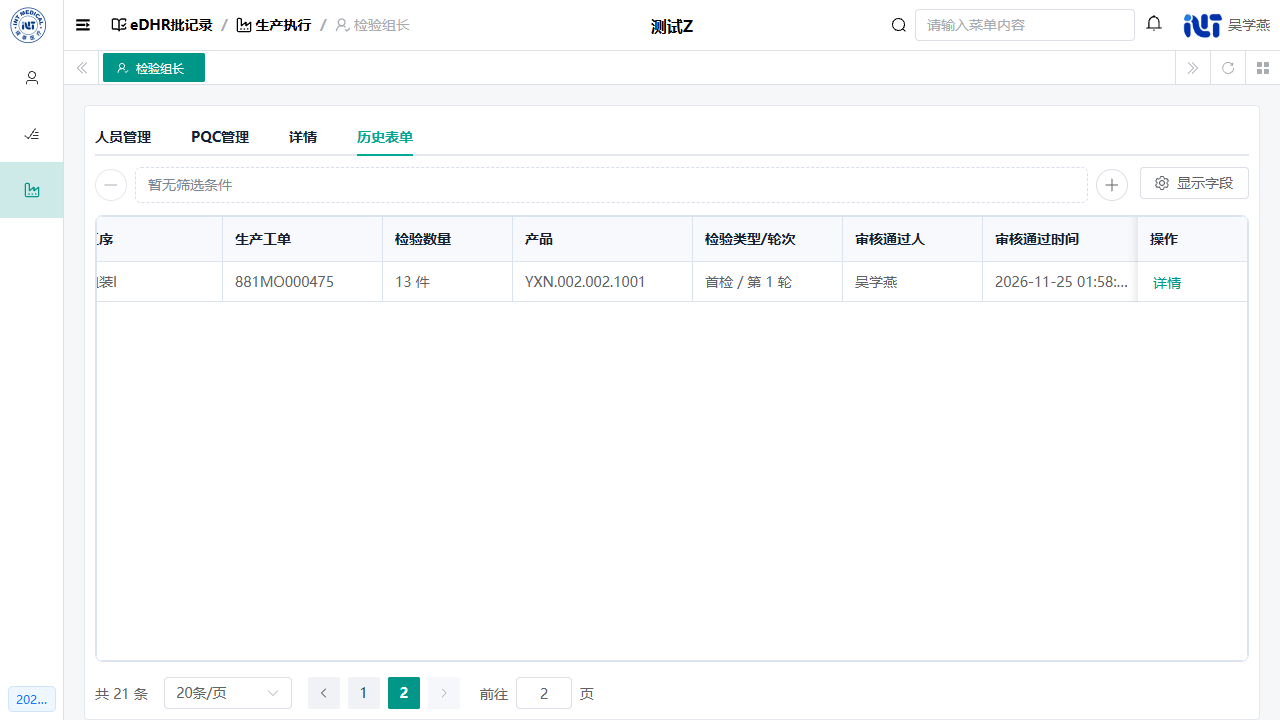 eDHR批记录 / 生产执行 / 检验组长
测试Z
请输入菜单内容
吴学燕
检验组长
人员管理 PQC管理 详情 历史表单
暂无筛选条件
显示字段
序 生产工单 检验数量 产品 检验类型/轮次 审核通过人 审核通过时间 操作
装I 881MO000475 13 件 YXN.002.002.1001 首检 / 第 1 轮 吴学燕 2026-11-25 01:58:... 详情
共 21 条 20条/页 1 2 前往 2 页
202...